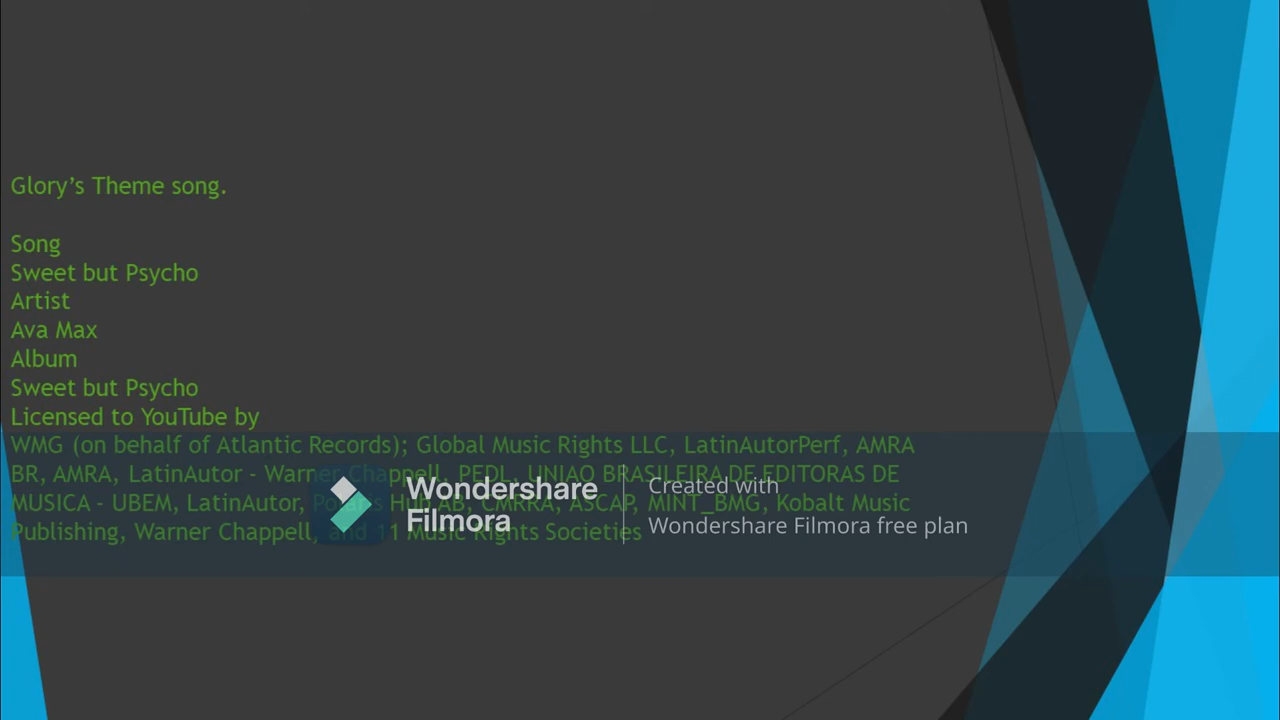 Glory’s Theme song.
Song
Sweet but Psycho
Artist
Ava Max
Album
Sweet but Psycho
Licensed to YouTube by
WMG (on behalf of Atlantic Records); Global Music Rights LLC, LatinAutorPerf, AMRA
BR, AMRA, LatinAutor - Warner Chappell, PEDL, UNIAO BRASILEIRA DE EDITORAS DE
MUSICA - UBEM, LatinAutor, Polaris Hub AB, CMRRA, ASCAP, MINT_BMG, Kobalt Music
Publishing, Warner Chappell, and 11 Music Rights Societies
Wondershare
Filmora
Created with
Wondershare Filmora free plan